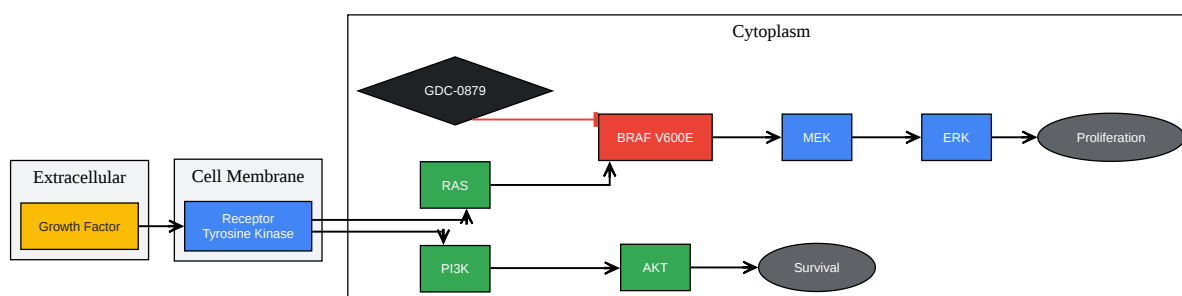 Cytoplasm
GDC-0879
BRAF V600E
MEK
ERK
Proliferation
Extracellular
Cell Membrane
RAS
Growth Factor
Receptor
Tyrosine Kinase
PI3K
AKT
Survival